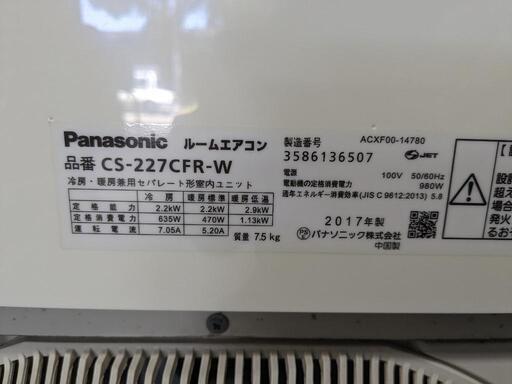 Panasonic ルームエアコン
品番 CS-227CFR-W
冷房・暖房兼用セパレート形室内ユニット
冷房 暖房標準 暖房低温
定格能力 2.2kW 2.2kW 2.9kW
定格消費電力 635W 470W 1.13kW
運転電流 7.05A 5.20A
質量 7.5kg
ACXF00-14780
製造番号
3586136507
JET
電源 100V 50/60Hz
電動機の定格消費電力 980W
通年エネルギー消費効率(JIS C 9612:2013) 5.8
2017年製
PSE パナソニック株式会社
中国製
設
超
場合
発火
るおそ